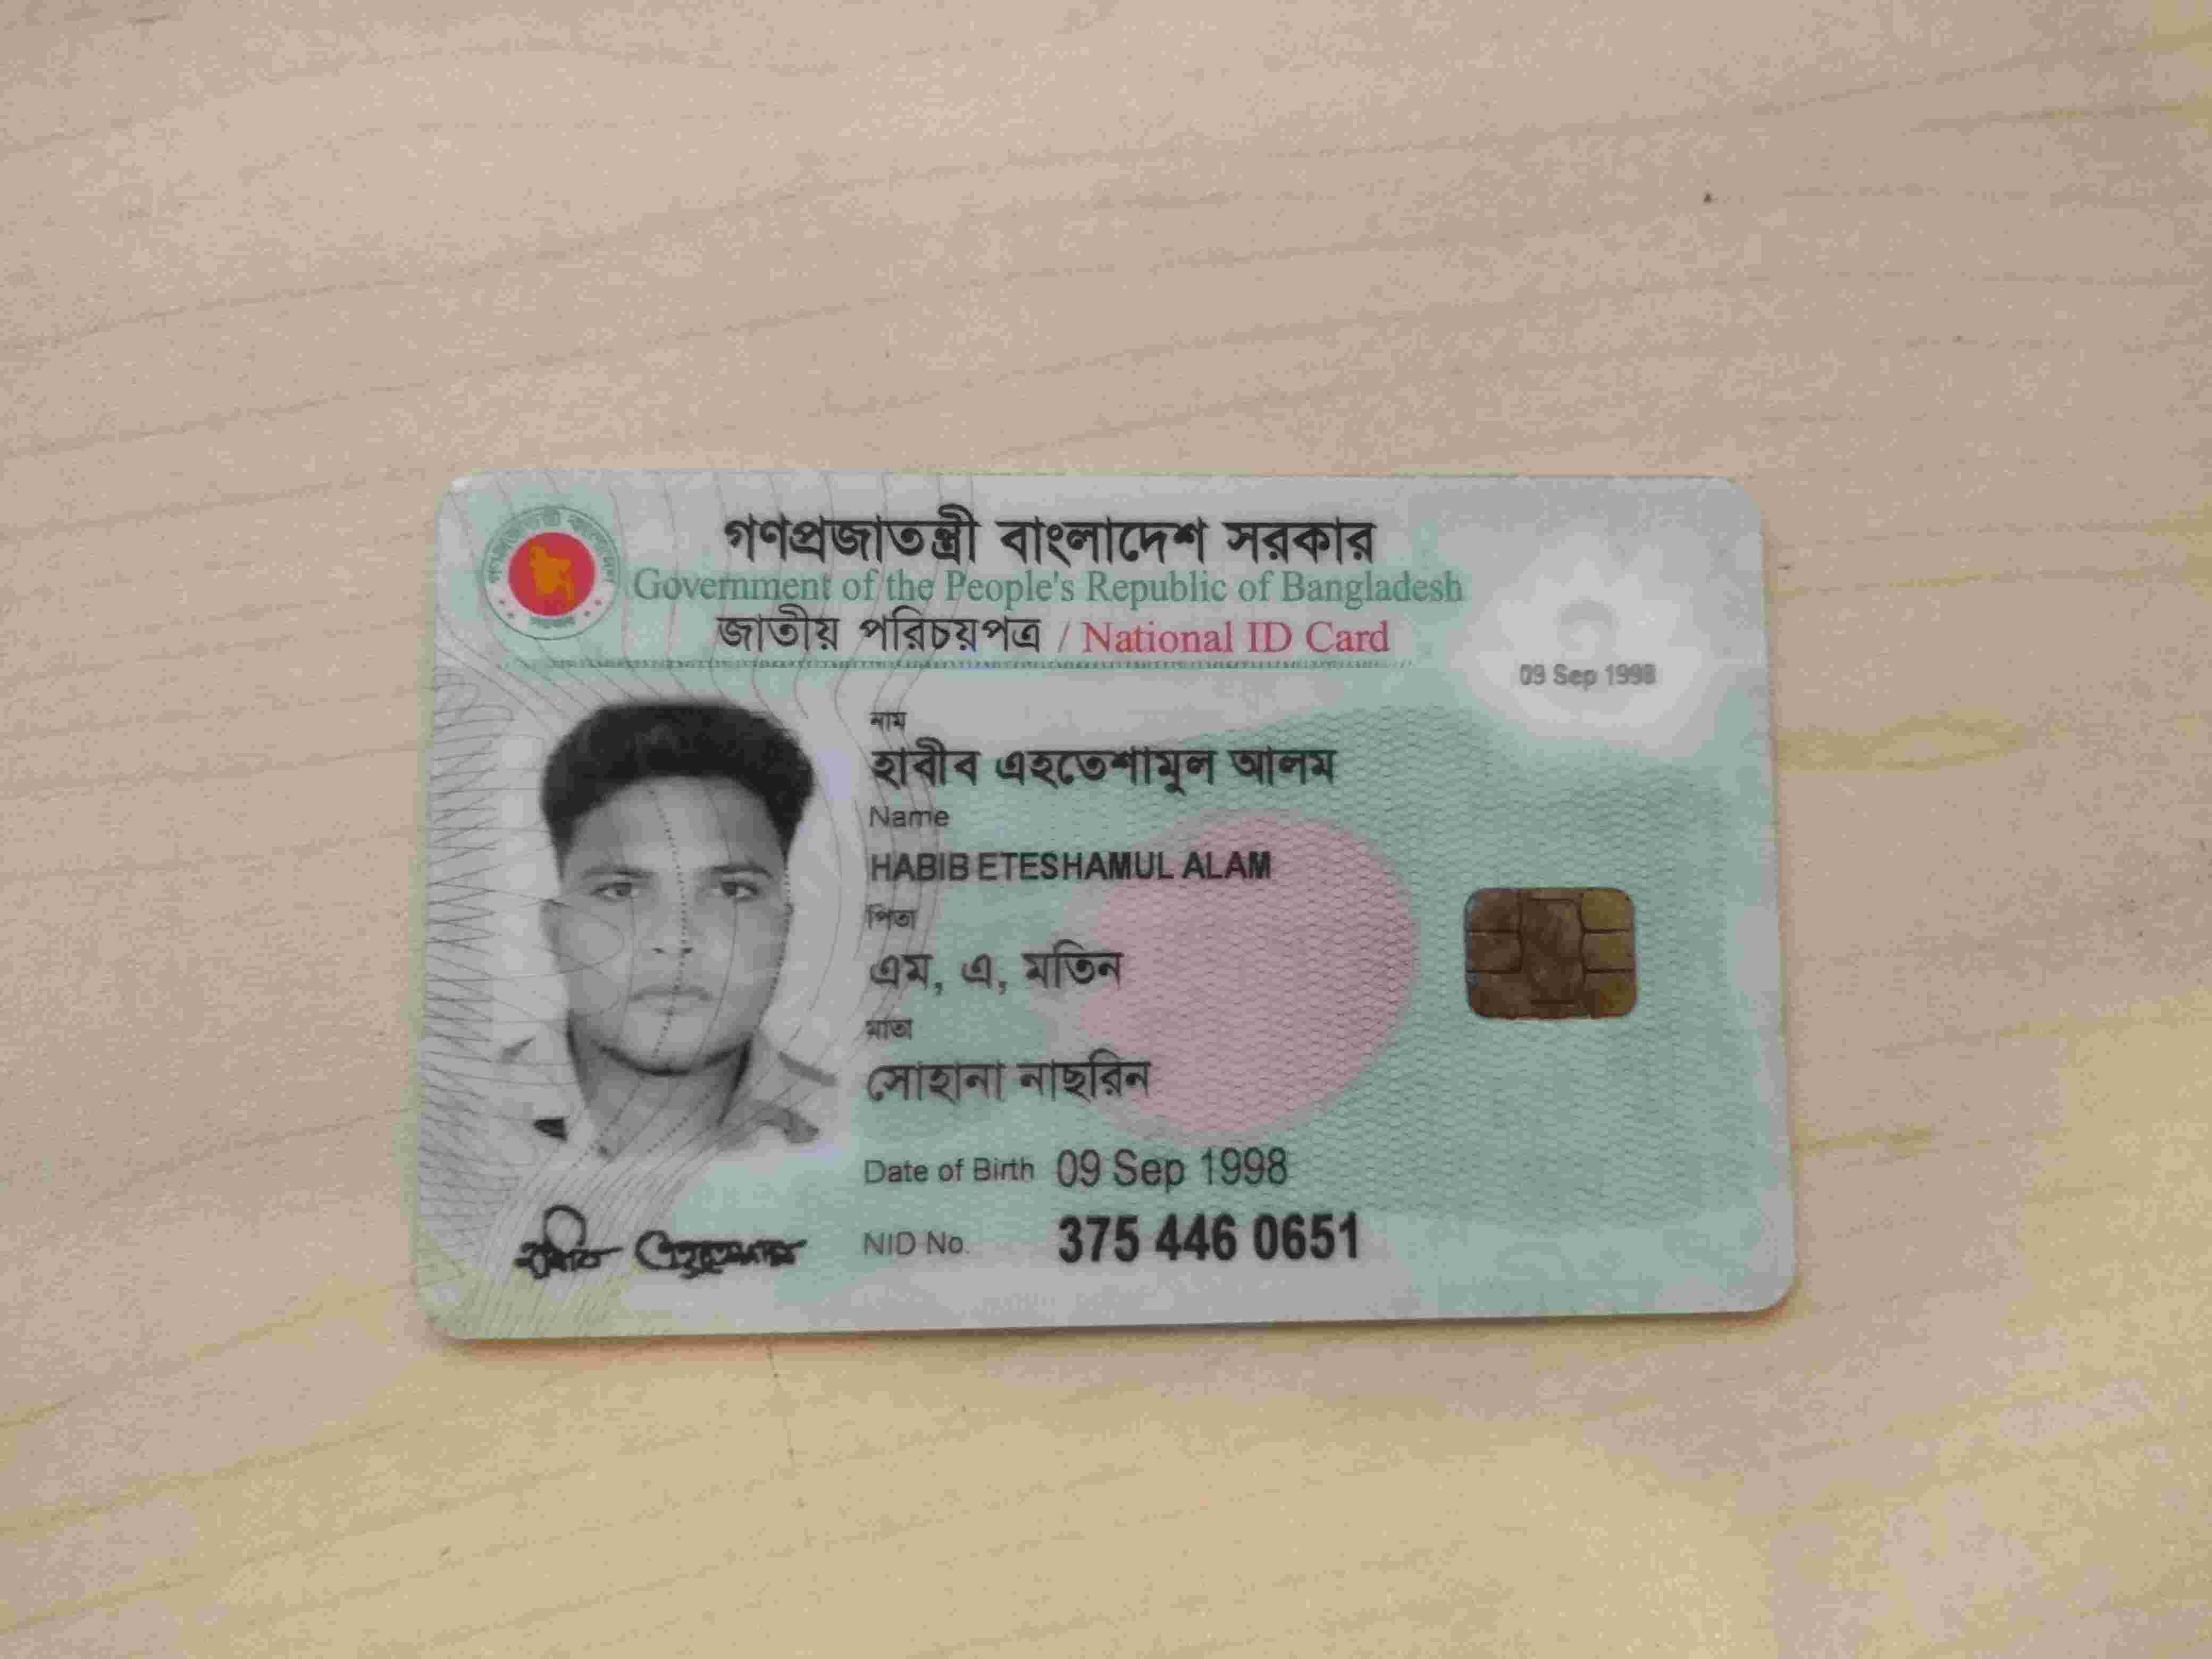 গণপ্রজাতন্ত্রী বাংলাদেশ সরকার
Government of the People's Republic of Bangladesh
জাতীয় পরিচয়পত্র / National ID Card
09 Sep 1998
নাম
হাবীব এহতেশামুল আলম
Name
HABIB ETESHAMUL ALAM
পিতা
এম, এ, মতিন
মাতা
সোহানা নাছরিন
Date of Birth 09 Sep 1998
NID No. 375 446 0651